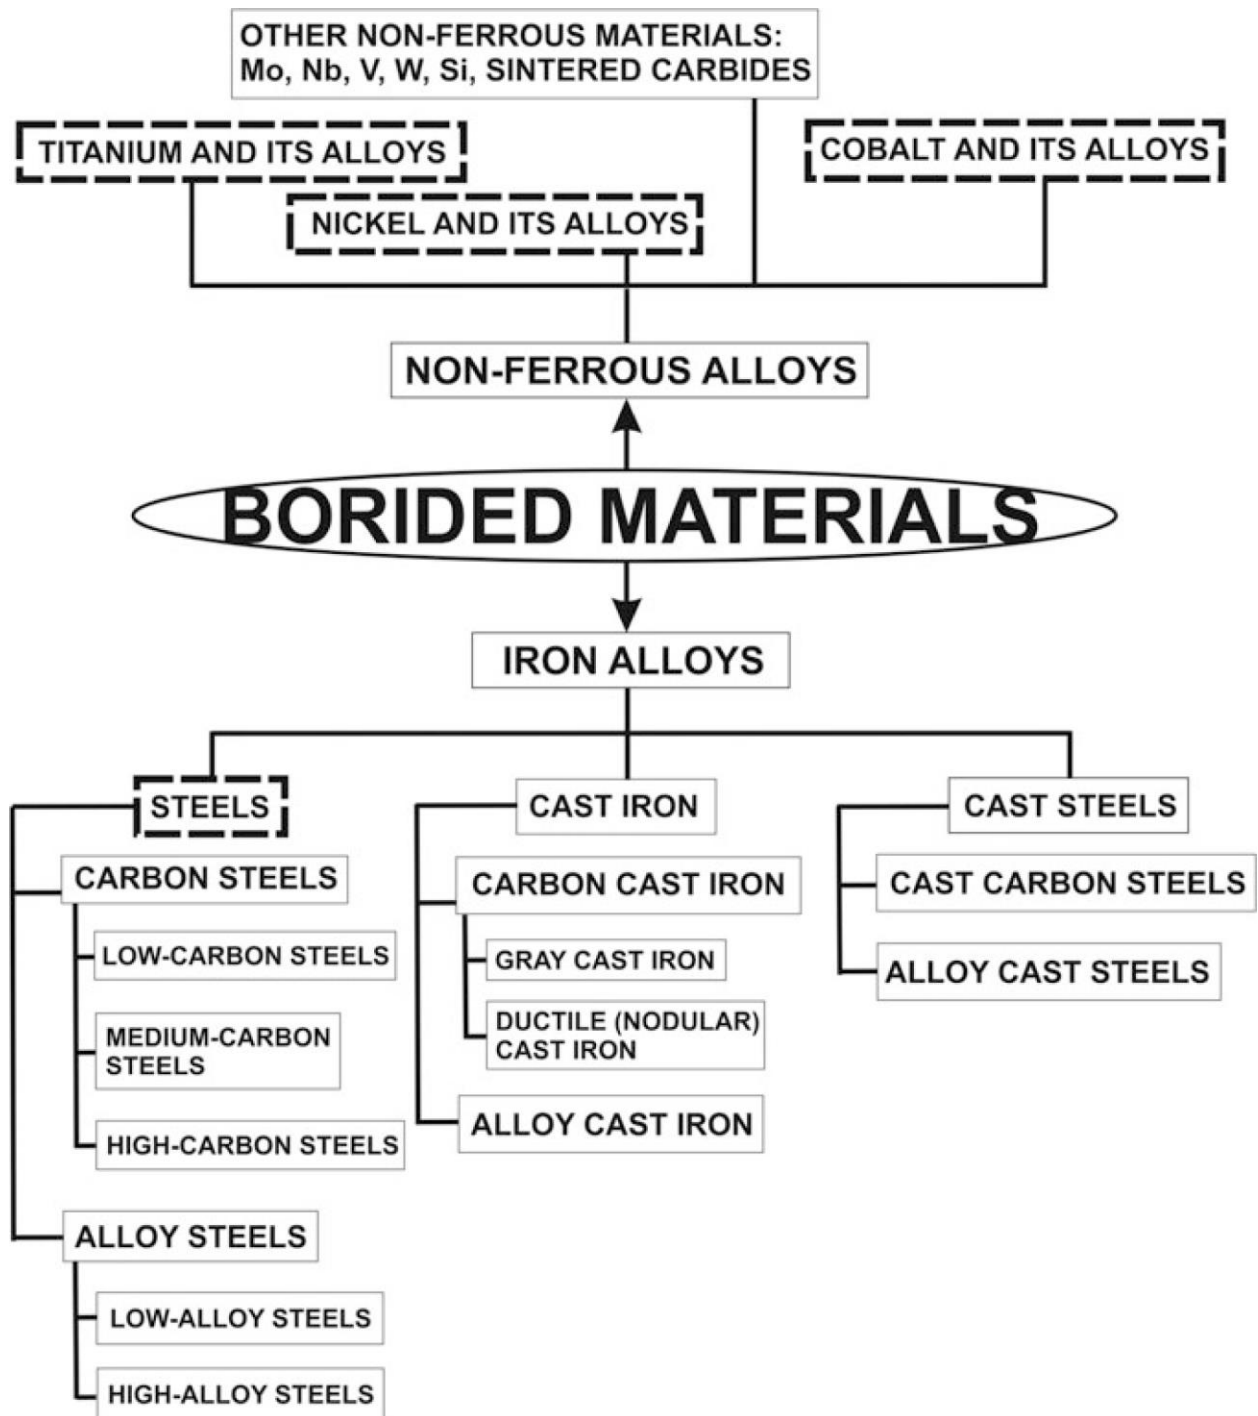 OTHER NON-FERROUS MATERIALS:
Mo, Nb, V, W, Si, SINTERED CARBIDES
TITANIUM AND ITS ALLOYS
COBALT AND ITS ALLOYS
NICKEL AND ITS ALLOYS
NON-FERROUS ALLOYS
BORIDED MATERIALS
IRON ALLOYS
STEELS
CARBON STEELS
LOW-CARBON STEELS
MEDIUM-CARBON
STEELS
HIGH-CARBON STEELS
ALLOY STEELS
LOW-ALLOY STEELS
HIGH-ALLOY STEELS
CAST IRON
CARBON CAST IRON
GRAY CAST IRON
DUCTILE (NODULAR)
CAST IRON
ALLOY CAST IRON
CAST STEELS
CAST CARBON STEELS
ALLOY CAST STEELS